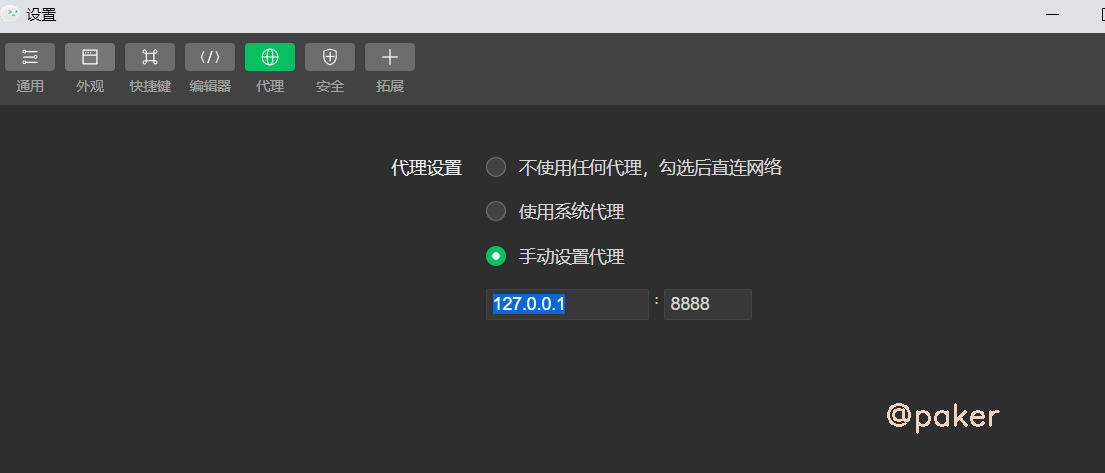 设置
通用 外观 快捷键 编辑器 代理 安全 拓展
代理设置 不使用任何代理，勾选后直连网络
使用系统代理
手动设置代理
127.0.0.1 : 8888
@paker